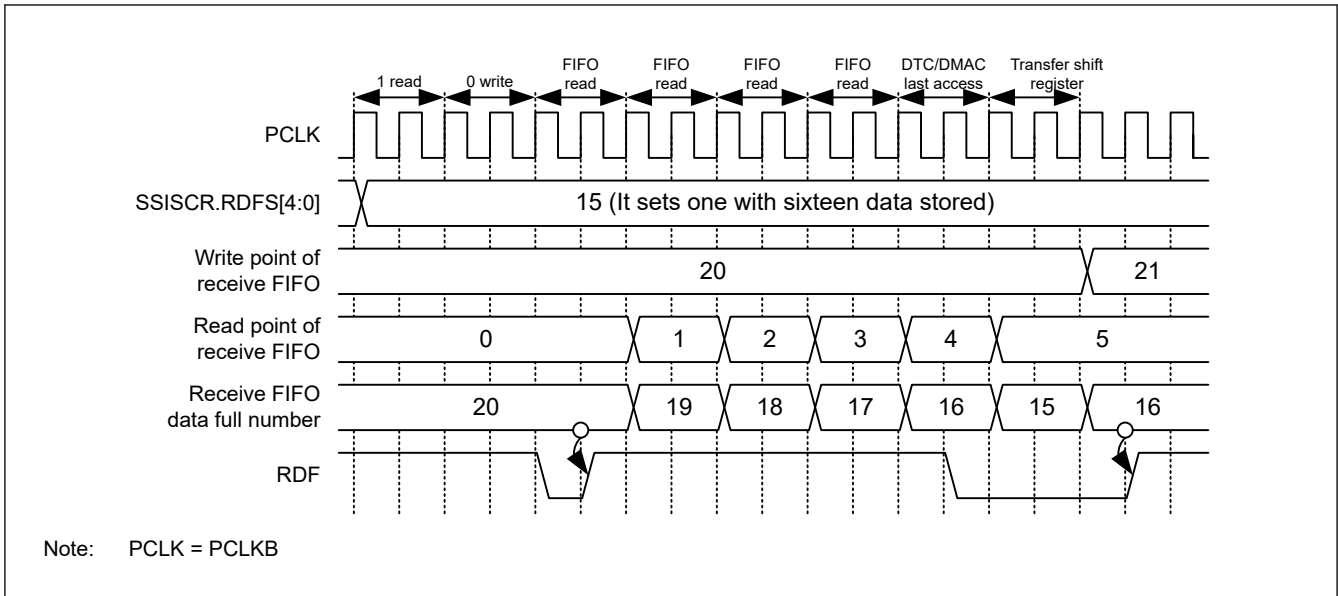 1 read
0 write
FIFO
read
FIFO
read
FIFO
read
FIFO
read
DTC/DMAC
last access
Transfer shift
register
PCLK
SSISCR.RDFS[4:0]
15 (It sets one with sixteen data stored)
Write point of
receive FIFO
20
21
Read point of
receive FIFO
0
1
2
3
4
5
Receive FIFO
data full number
20
19
18
17
16
15
16
RDF
Note: PCLK = PCLKB